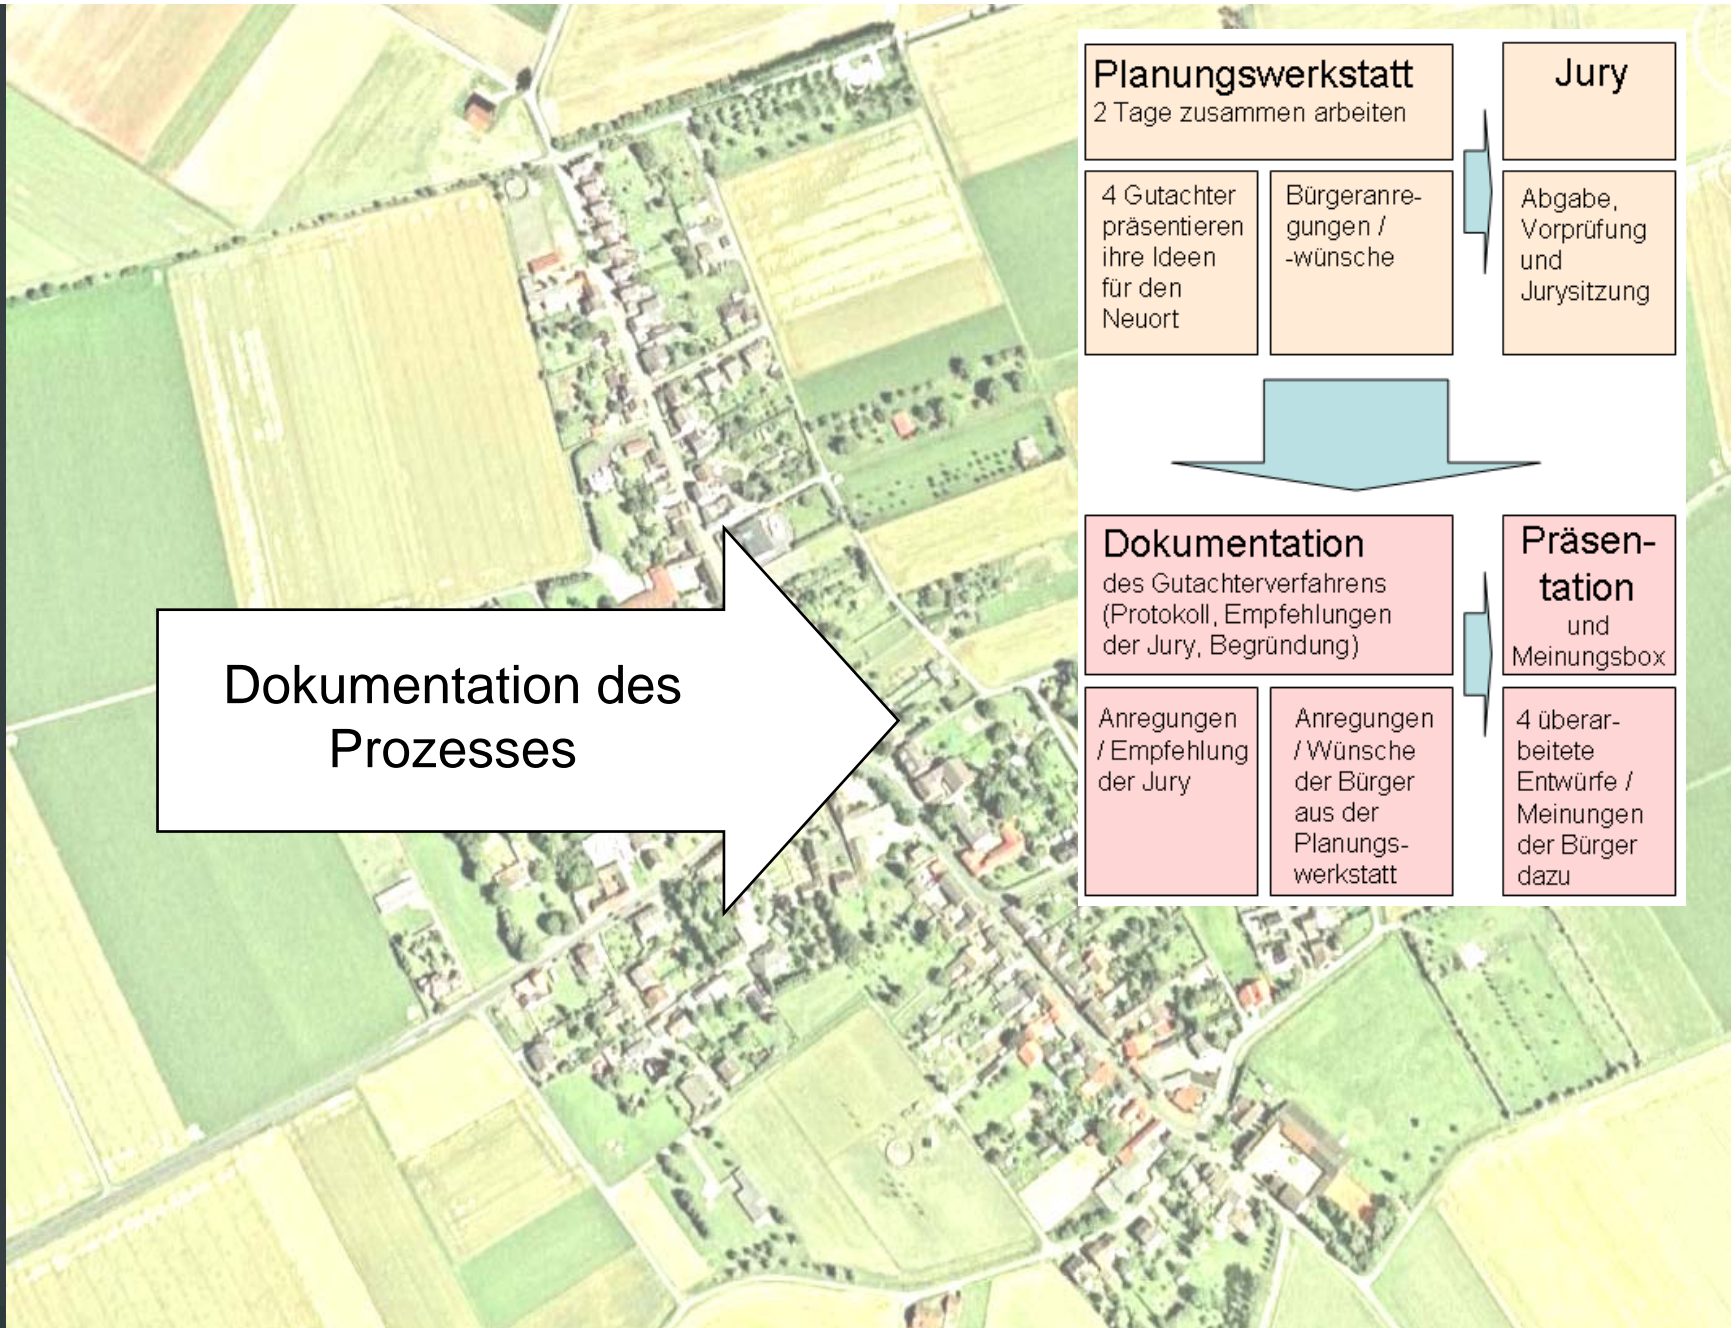 Planungswerkstatt
2 Tage zusammen arbeiten
Jury
4 Gutachter
präsentieren
ihre Ideen
für den
Neuort
Bürgeranre-
gungen /
-wünsche
Abgabe,
Vorprüfung
und
Jurysitzung
Dokumentation
des Gutachterverfahrens
(Protokoll, Empfehlungen
der Jury, Begründung)
Präsen-
tation
und
Meinungsbox
Anregungen
/ Empfehlung
der Jury
Anregungen
/ Wünsche
der Bürger
aus der
Planungs-
werkstatt
4 überar-
beitete
Entwürfe /
Meinungen
der Bürger
dazu
Dokumentation des
Prozesses